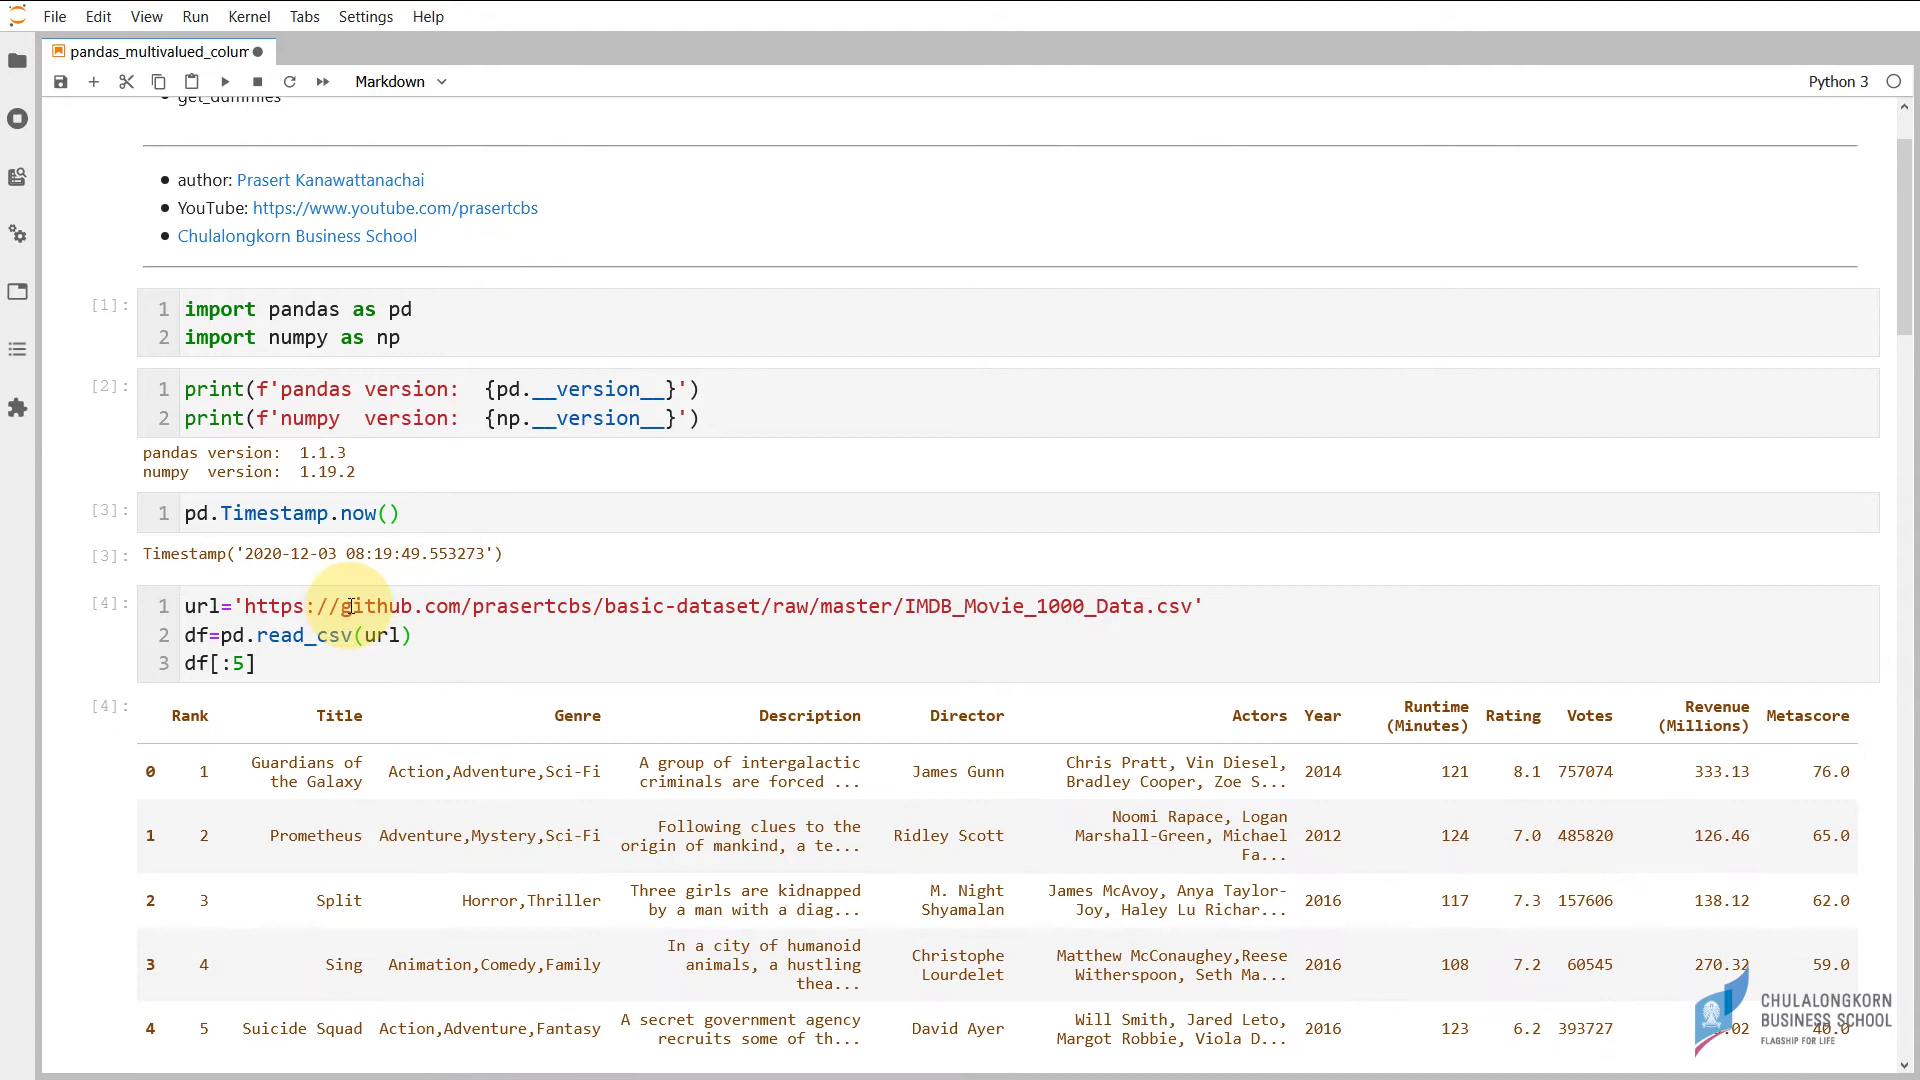 File Edit View Run Kernel Tabs Settings Help
pandas_multivalued_colum
Markdown
Python 3
get_dummies
author: Prasert Kanawattanachai
YouTube: https://www.youtube.com/prasertcbs
Chulalongkorn Business School
[1]:
1 import pandas as pd
2 import numpy as np
[2]:
1 print(f'pandas version:  {pd.__version__}')
2 print(f'numpy  version:  {np.__version__}')
pandas version:  1.1.3
numpy  version:  1.19.2
[3]:
1 pd.Timestamp.now()
[3]: Timestamp('2020-12-03 08:19:49.553273')
[4]:
1 url='https://github.com/prasertcbs/basic-dataset/raw/master/IMDB_Movie_1000_Data.csv'
2 df=pd.read_csv(url)
3 df[:5]
[4]:
Rank Title Genre Description Director Actors Year Runtime (Minutes) Rating Votes Revenue (Millions) Metascore
0 1 Guardians of the Galaxy Action,Adventure,Sci-Fi A group of intergalactic criminals are forced ... James Gunn Chris Pratt, Vin Diesel, Bradley Cooper, Zoe S... 2014 121 8.1 757074 333.13 76.0
1 2 Prometheus Adventure,Mystery,Sci-Fi Following clues to the origin of mankind, a te... Ridley Scott Noomi Rapace, Logan Marshall-Green, Michael Fa... 2012 124 7.0 485820 126.46 65.0
2 3 Split Horror,Thriller Three girls are kidnapped by a man with a diag... M. Night Shyamalan James McAvoy, Anya Taylor-Joy, Haley Lu Richar... 2016 117 7.3 157606 138.12 62.0
3 4 Sing Animation,Comedy,Family In a city of humanoid animals, a hustling thea... Christophe Lourdelet Matthew McConaughey,Reese Witherspoon, Seth Ma... 2016 108 7.2 60545 270.32 59.0
4 5 Suicide Squad Action,Adventure,Fantasy A secret government agency recruits some of th... David Ayer Will Smith, Jared Leto, Margot Robbie, Viola D... 2016 123 6.2 393727 .02 40.0
CHULALONGKORN
BUSINESS SCHOOL
FLAGSHIP FOR LIFE